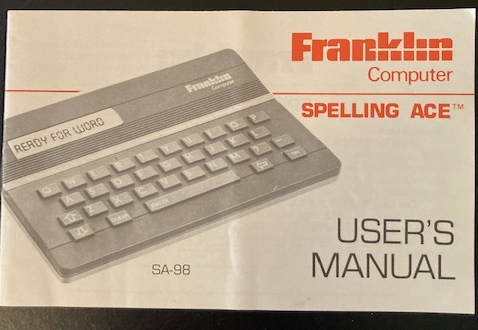 Franklin
Computer
SPELLING ACE™
Franklin
Computer
READY FOR WORD
SA-98
USER'S
MANUAL